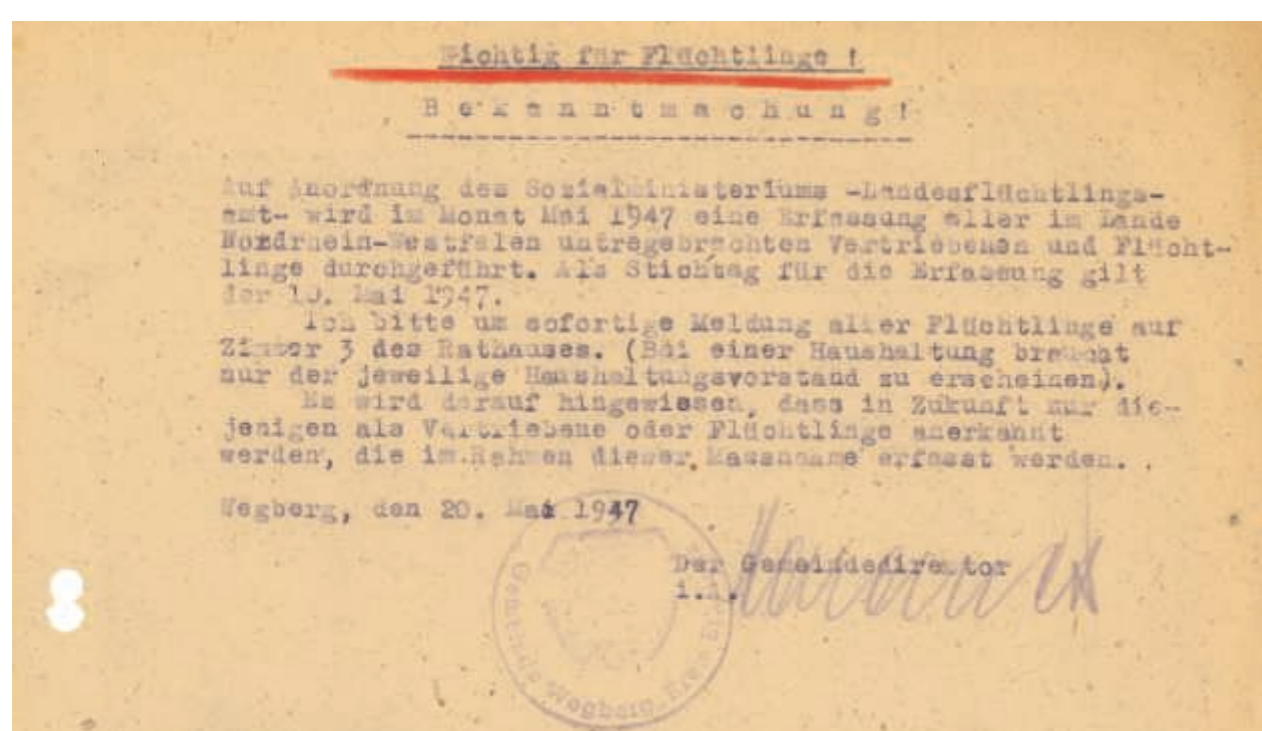 Wichtig für Flüchtlinge !
Bekanntmachung!
Auf Anordnung des Sozialministeriums -Landesflüchtlings-
amt- wird im Monat Mai 1947 eine Erfassung aller im Lande
Nordrhein-Westfalen untregebrachten Vertriebenen und Flücht-
linge durchgeführt. Als Stichtag für die Erfassung gilt
der 10. Mai 1947.
Ich bitte um sofortige Meldung aller Flüchtlinge auf
Zimmer 3 des Rathauses. (Bei einer Haushaltung braucht
nur der jeweilige Haushaltungsvorstand zu erscheinen).
Es wird darauf hingewiesen, dass in Zukunft nur die-
jenigen als Vertriebene oder Flüchtlinge anerkannt
werden, die im Rahmen dieser Massnahme erfasst werden.
Wegberg, den 20. Mai 1947
Der Gemeindedirektor
Gemeinde Wegberg